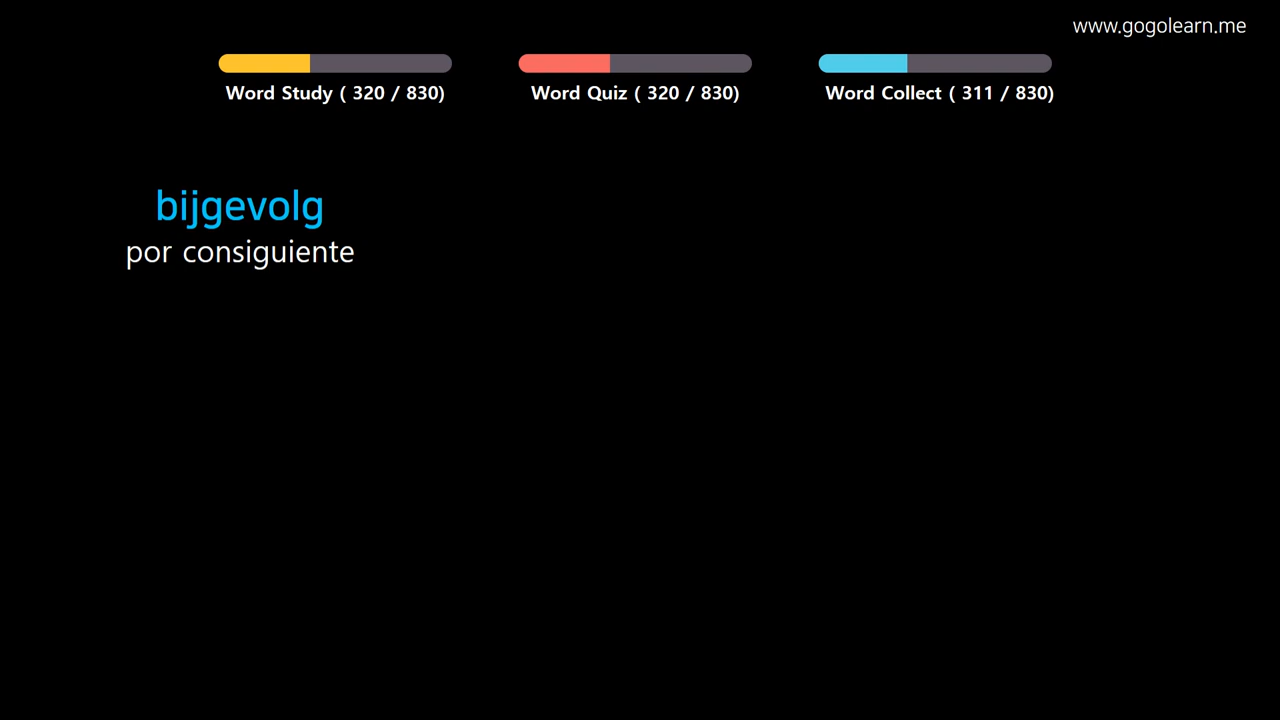 www.gogolearn.me
Word Study ( 320 / 830)
Word Quiz ( 320 / 830)
Word Collect ( 311 / 830)
bijgevolg
por consiguiente